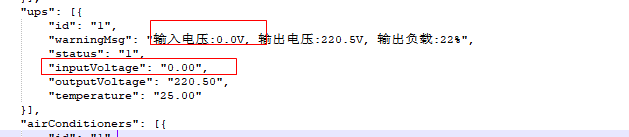 }],
"ups": [{
"id": "1",
"warningMsg": "输入电压:0.0V, 输出电压:220.5V, 输出负载:22%",
"status": "1",
"inputVoltage": "0.00",
"outputVoltage": "220.50",
"temperature": "25.00"
}],
"airConditioners": [{
"id": "1"